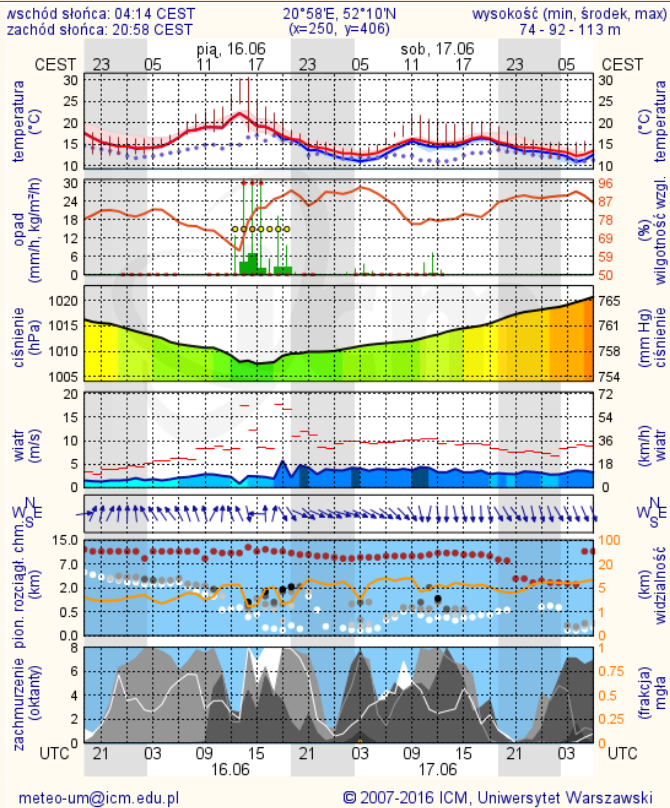 wschód słońca: 04:14 CEST 20°58'E, 52°10'N wysokość (min, środek, max)
zachód słońca: 20:58 CEST (x=250, y=406) 74 - 92 - 113 m
pią, 16.06 sob, 17.06
CEST 23 05 11 17 23 05 11 17 23 05 CEST
temperatura (°C) 30 25 20 15 10 30 25 20 15 10 temperatura (°C)
opad (mm/h, kg/m²/h) 30 24 18 12 6 0 96 87 78 69 59 50 (%) wilgotność wzgl.
ciśnienie (hPa) 1020 1015 1010 1005 765 761 758 754 (mm Hg) ciśnienie
wiatr (m/s) 20 15 10 5 0 72 54 36 18 0 (km/h) wiatr
N W E S N W E S
pion. rozciągł. chm. (km) 15.0 7.0 2.0 0.5 0.0 100 20 5 1 0 (km) widzialność
zachmurzenie (oktanty) 8 6 4 2 0 1 0.75 0.5 0.25 0 (frakcja) mgła
UTC 21 03 09 15 21 03 09 15 21 03 UTC
16.06 17.06
meteo-um@icm.edu.pl © 2007-2016 ICM, Uniwersytet Warszawski